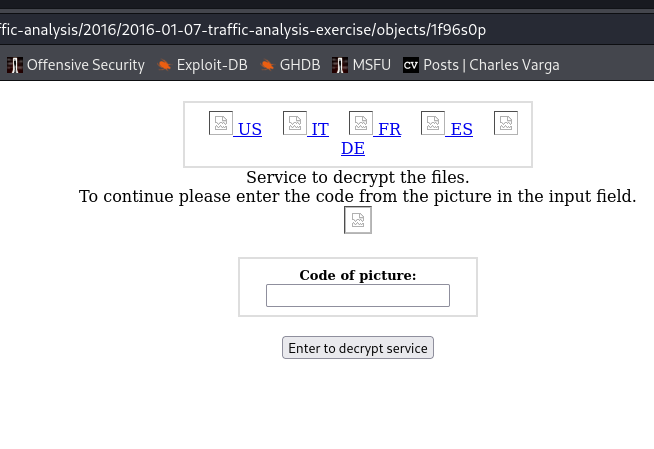 ffic-analysis/2016/2016-01-07-traffic-analysis-exercise/objects/1f96s0p
Offensive Security Exploit-DB GHDB MSFU CV Posts | Charles Varga
US IT FR ES
DE
Service to decrypt the files.
To continue please enter the code from the picture in the input field.
Code of picture:
Enter to decrypt service